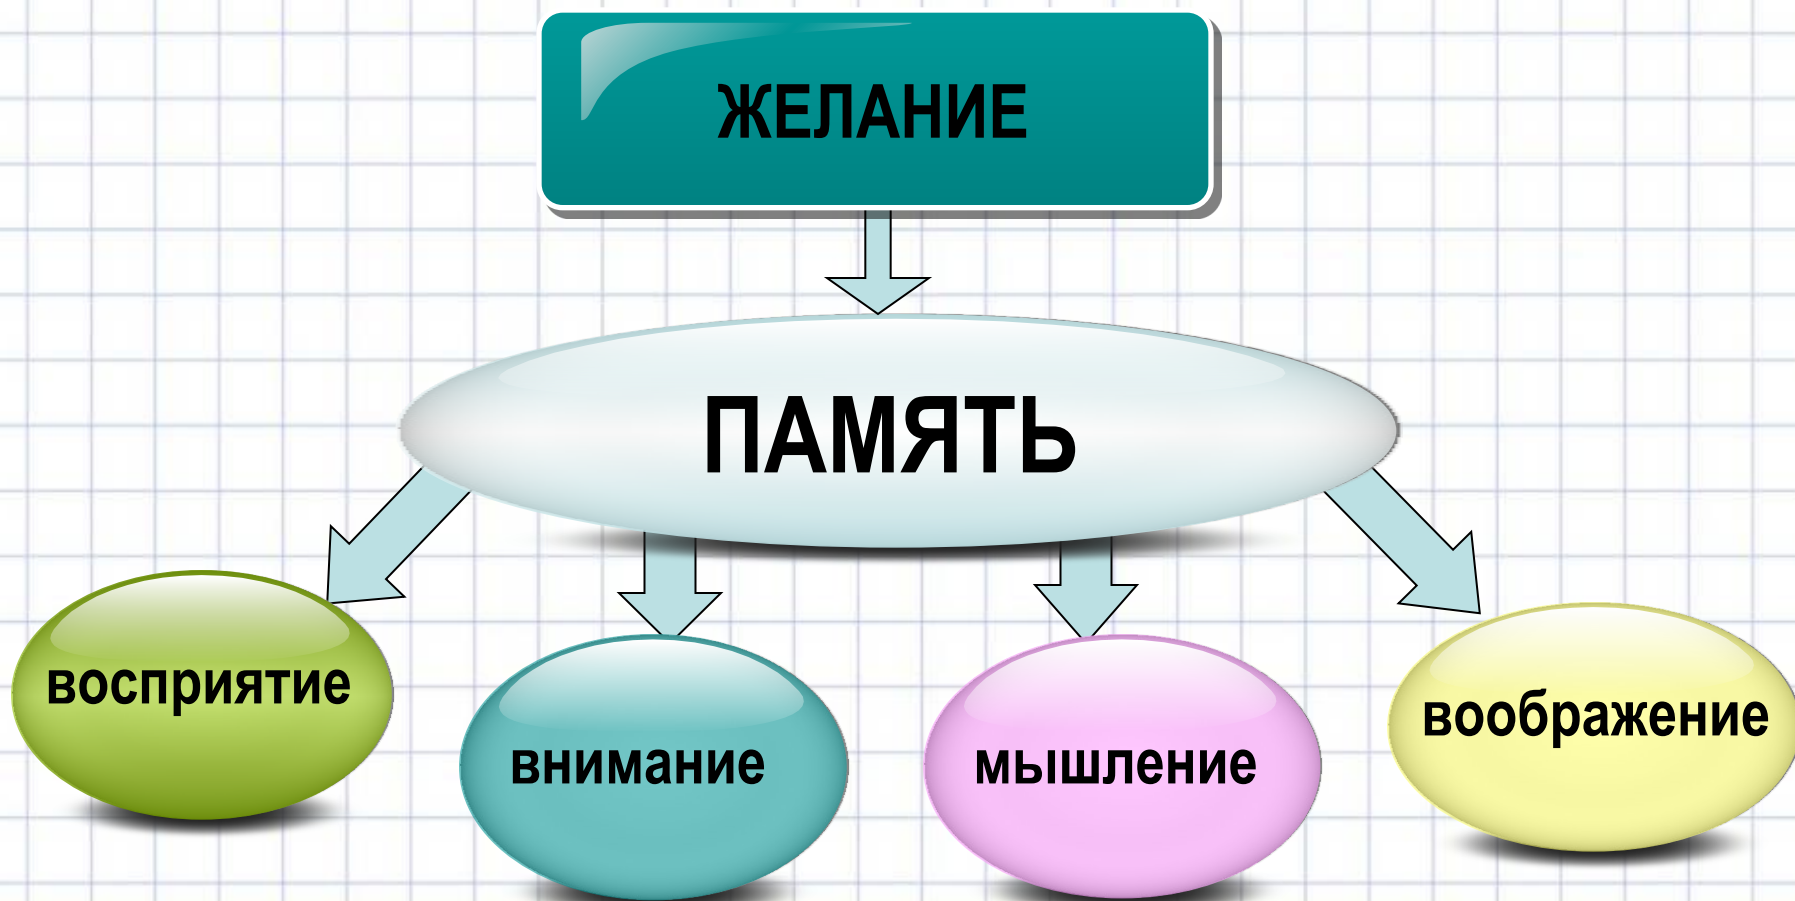 ЖЕЛАНИЕ
ПАМЯТЬ
восприятие
внимание
мышление
воображение